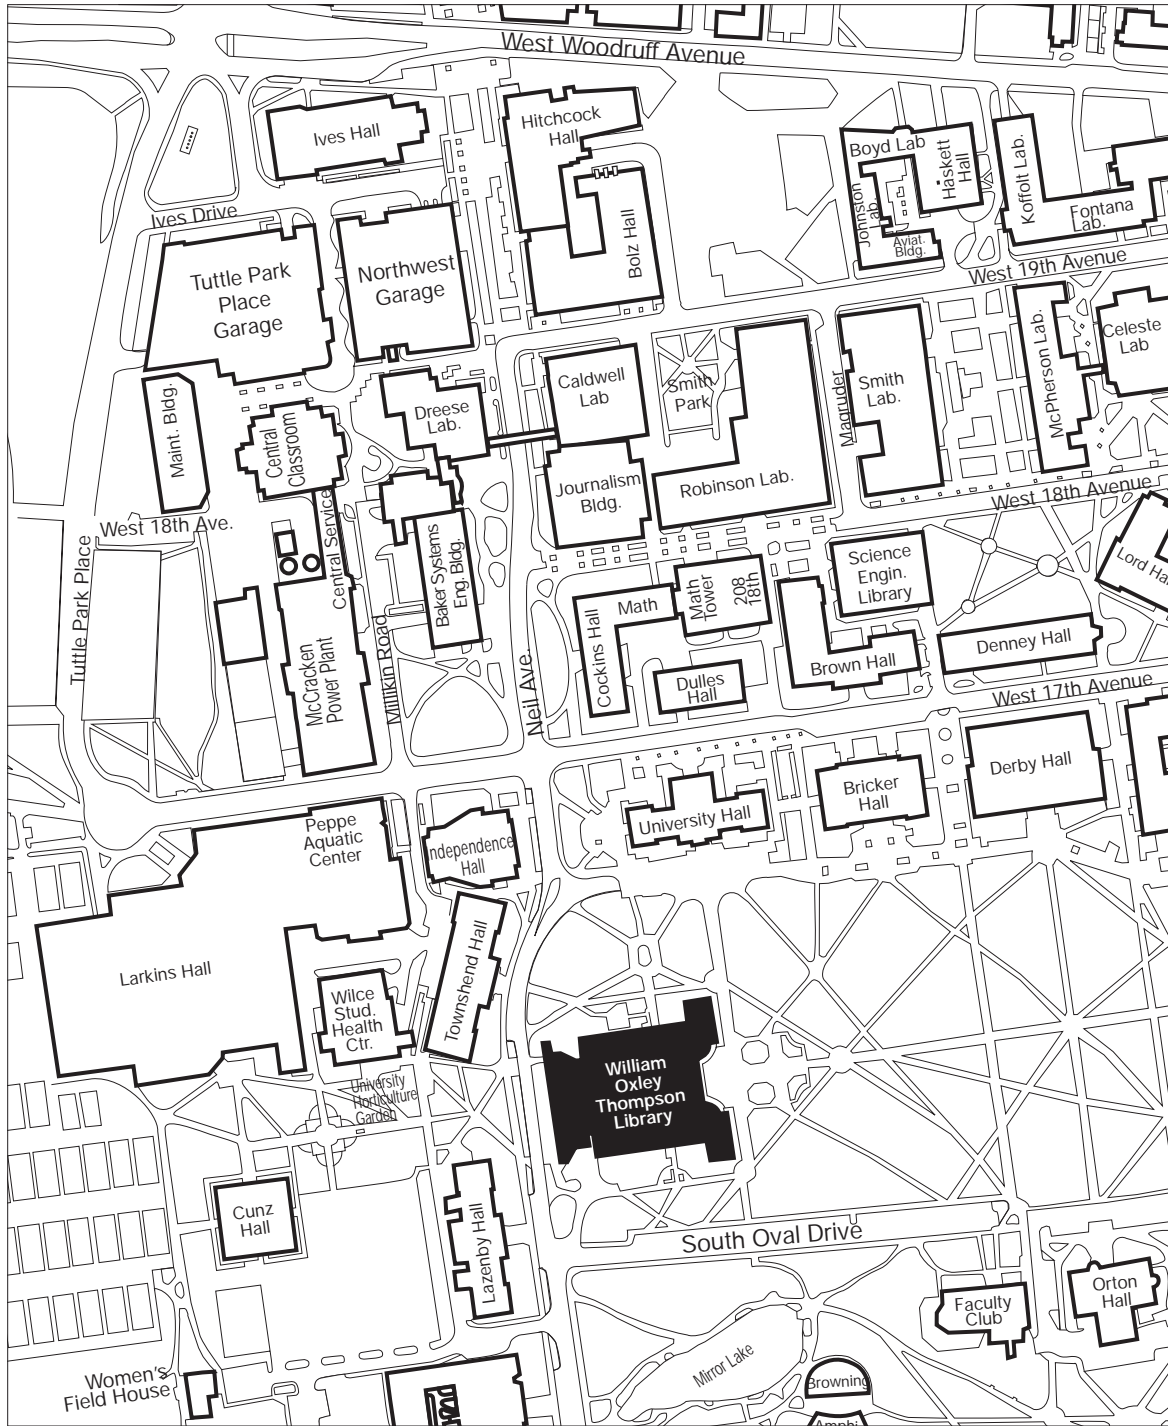 West Woodruff Avenue
Ives Hall
Hitchcock
Hall
Boyd Lab
Haskett
Hall
Koffolt Lab.
Johnston
Lab.
Fontana
Lab.
Aviat.
Bldg.
Ives Drive
Bolz Hall
Tuttle Park
Place
Garage
Northwest
Garage
West 19th Avenue
Maint. Bldg.
Central
Classroom
Dreese
Lab.
Caldwell
Lab
Smith
Park
Magruder
Smith
Lab.
McPherson Lab.
Celeste
Lab
Journalism
Bldg.
Robinson Lab.
West 18th Avenue
West 18th Ave.
Central Service
Tuttle Park Place
Baker Systems
Eng. Bldg.
Science
Engin.
Library
Lord Ha
Math
Math
Tower
208
18th
Cockins Hall
Dulles
Hall
Brown Hall
Denney Hall
McCracken
Power Plant
Millikin Road
Neil Ave.
West 17th Avenue
Bricker
Hall
Derby Hall
University Hall
Peppe
Aquatic
Center
ndependence
Hall
Larkins Hall
Townshend Hall
Wilce
Stud.
Health
Ctr.
William
Oxley
Thompson
Library
University
Horticulture
Garden
Cunz
Hall
Lazenby Hall
South Oval Drive
Faculty
Club
Orton
Hall
Women's
Field House
Mirror Lake
Browning
Amphi